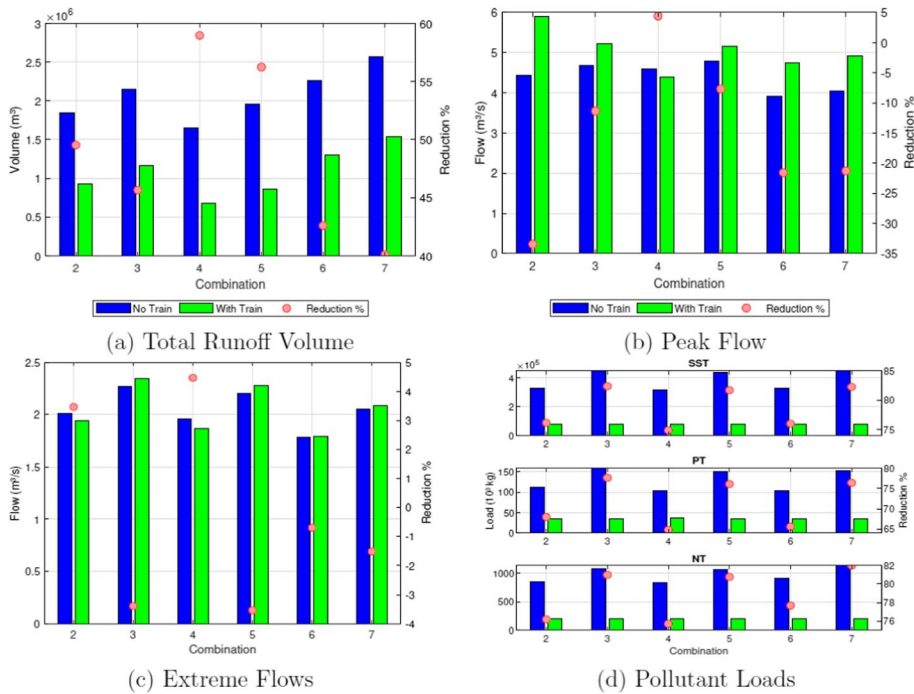 ×10⁶
3
2.5
2
1.5
1
0.5
0
Volume (m³)
60
55
50
45
40
Reduction %
2 3 4 5 6 7
Combination
No Train With Train Reduction %
(a) Total Runoff Volume
6
5
4
3
2
1
0
Flow (m³/s)
5
0
-5
-10
-15
-20
-25
-30
-35
Reduction %
2 3 4 5 6 7
Combination
No Train With Train Reduction %
(b) Peak Flow
2.5
2
1.5
1
0.5
0
Flow (m³/s)
5
4
3
2
1
0
-1
-2
-3
-4
Reduction %
2 3 4 5 6 7
Combination
(c) Extreme Flows
SST
×10⁵
4
2
0
85
80
75
2 3 4 5 6 7
PT
150
100
50
0
Load (10³ kg)
80
75
70
65
Reduction %
2 3 4 5 6 7
NT
1000
500
0
82
80
78
76
2 3 4 5 6 7
Combination
(d) Pollutant Loads